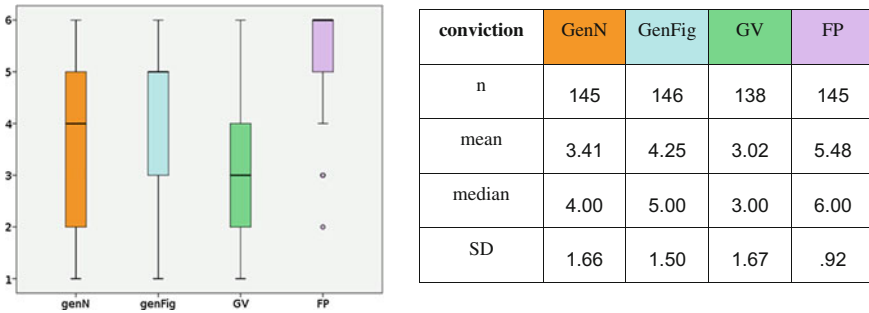 6
5
4
3
2
1
genN genFig GV FP
conviction GenN GenFig GV FP
n 145 146 138 145
mean 3.41 4.25 3.02 5.48
median 4.00 5.00 3.00 6.00
SD 1.66 1.50 1.67 .92